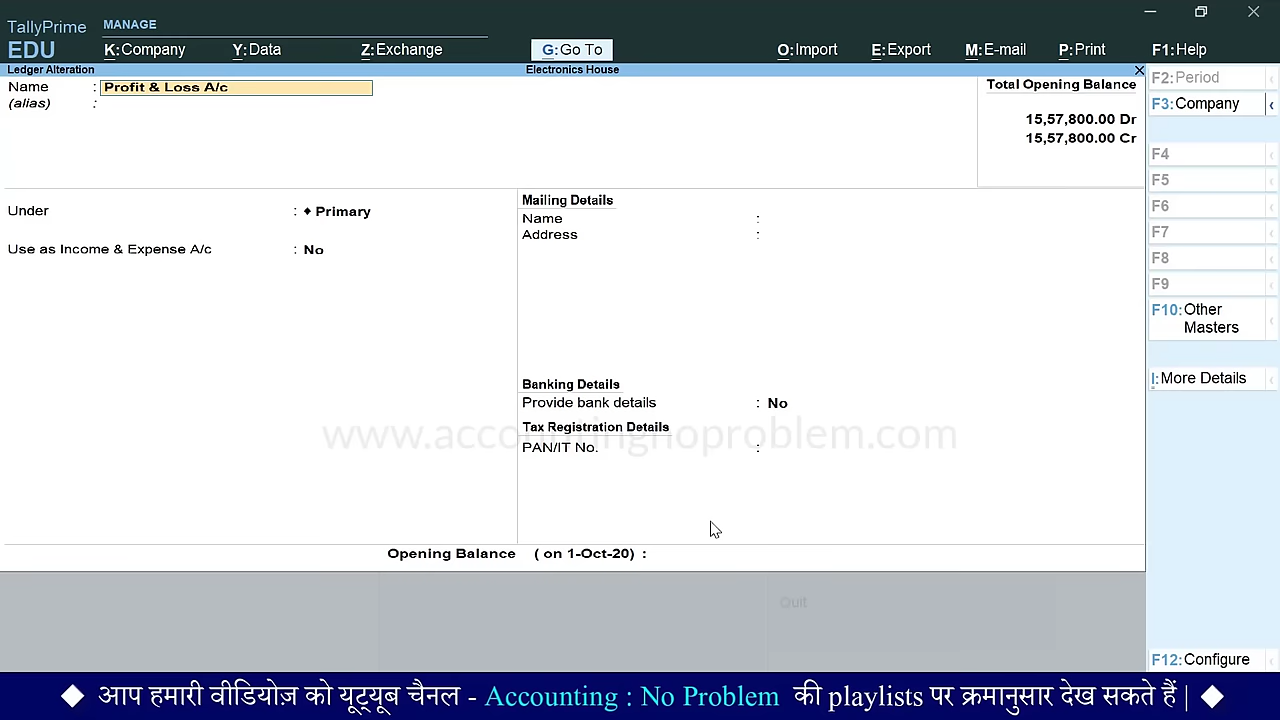 TallyPrime
MANAGE
EDU
K:Company
Y:Data
Z:Exchange
G:Go To
O:Import
E:Export
M:E-mail
P:Print
F1:Help
Ledger Alteration
Electronics House
Name : Profit & Loss A/c
(alias) :
Total Opening Balance
15,57,800.00 Dr
15,57,800.00 Cr
Under : ♦ Primary
Use as Income & Expense A/c : No
Mailing Details
Name :
Address :
Banking Details
Provide bank details : No
Tax Registration Details
PAN/IT No. :
www.accountingnoproblem.com
Opening Balance ( on 1-Oct-20) :
Quit
F2:Period
F3:Company
F4
F5
F6
F7
F8
F9
F10:Other
Masters
I:More Details
F12:Configure
◆ आप हमारी वीडियोज़ को यूट्यूब चैनल - Accounting : No Problem की playlists पर क्रमानुसार देख सकते हैं | ◆